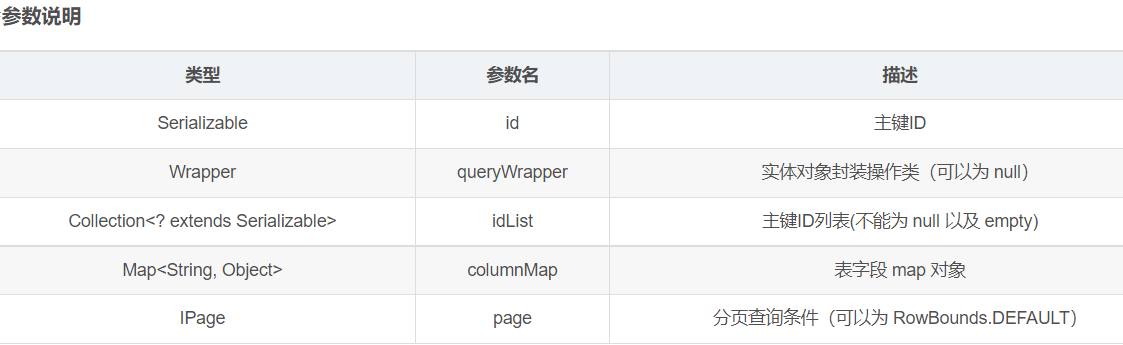 参数说明
类型 参数名 描述
Serializable id 主键ID
Wrapper queryWrapper 实体对象封装操作类（可以为 null）
Collection<? extends Serializable> idList 主键ID列表(不能为 null 以及 empty)
Map<String, Object> columnMap 表字段 map 对象
IPage page 分页查询条件（可以为 RowBounds.DEFAULT）